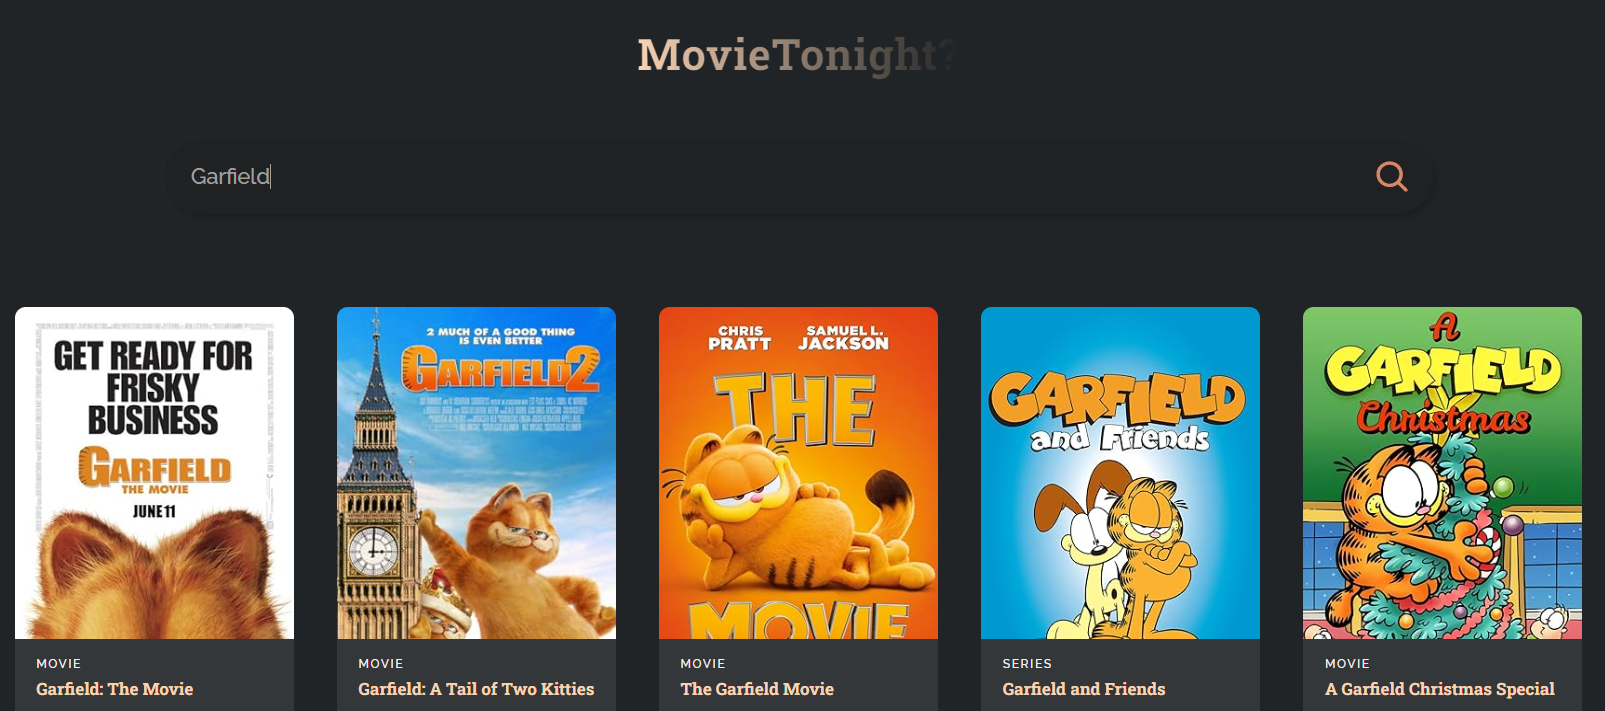 MovieTonight?
Garfield
GET READY FOR
FRISKY
BUSINESS
GARFIELD
THE MOVIE
JUNE 11
MOVIE
Garfield: The Movie
2 MUCH OF A GOOD THING
IS EVEN BETTER
GARFIELD2
MOVIE
Garfield: A Tail of Two Kitties
CHRIS
PRATT
SAMUEL L.
JACKSON
THE
MOVIE
MOVIE
The Garfield Movie
GARFIELD
and Friends
SERIES
Garfield and Friends
A
GARFIELD
Christmas
MOVIE
A Garfield Christmas Special